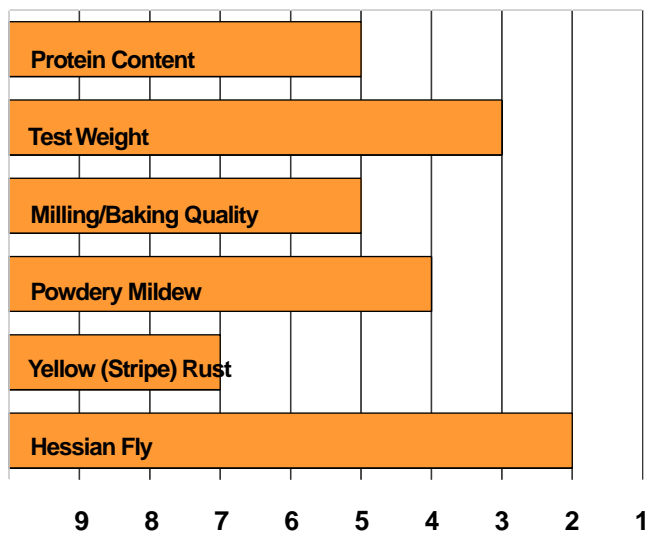 Protein Content
Test Weight
Milling/Baking Quality
Powdery Mildew
Yellow (Stripe) Rust
Hessian Fly
9 8 7 6 5 4 3 2 1